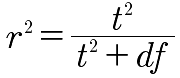 r² = t² / (t² + df)